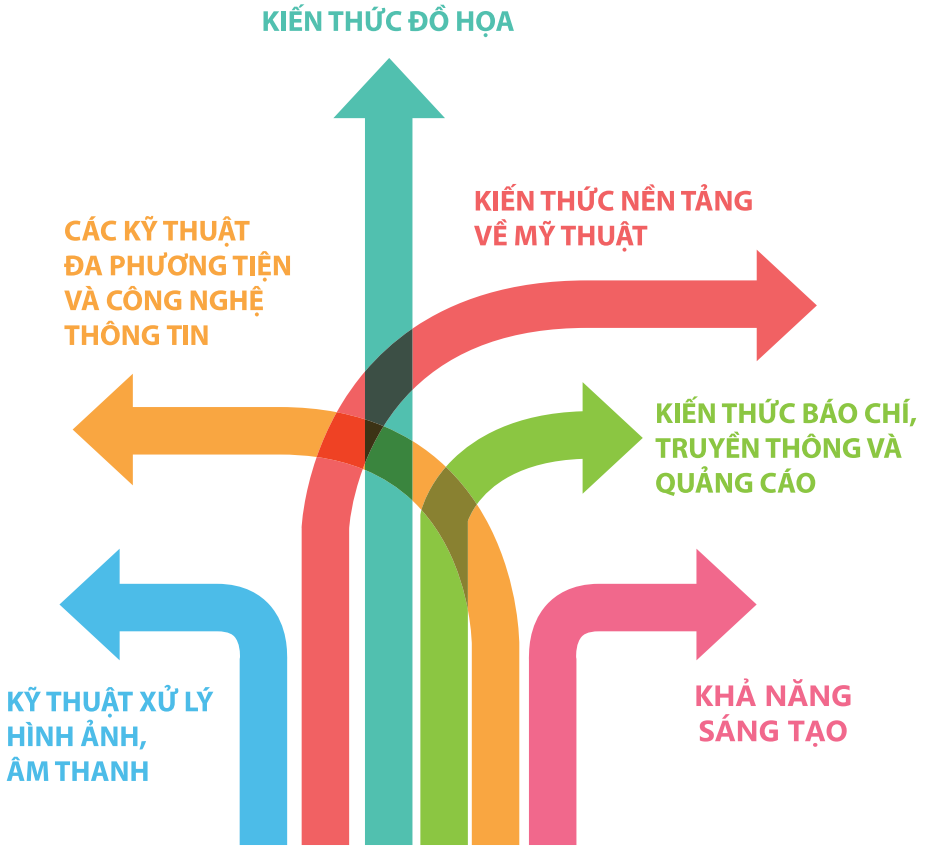 KIẾN THỨC ĐỒ HỌA
KIẾN THỨC NỀN TẢNG
VỀ MỸ THUẬT
CÁC KỸ THUẬT
ĐA PHƯƠNG TIỆN
VÀ CÔNG NGHỆ
THÔNG TIN
KIẾN THỨC BÁO CHÍ,
TRUYỀN THÔNG VÀ
QUẢNG CÁO
KỸ THUẬT XỬ LÝ
HÌNH ẢNH,
ÂM THANH
KHẢ NĂNG
SÁNG TẠO